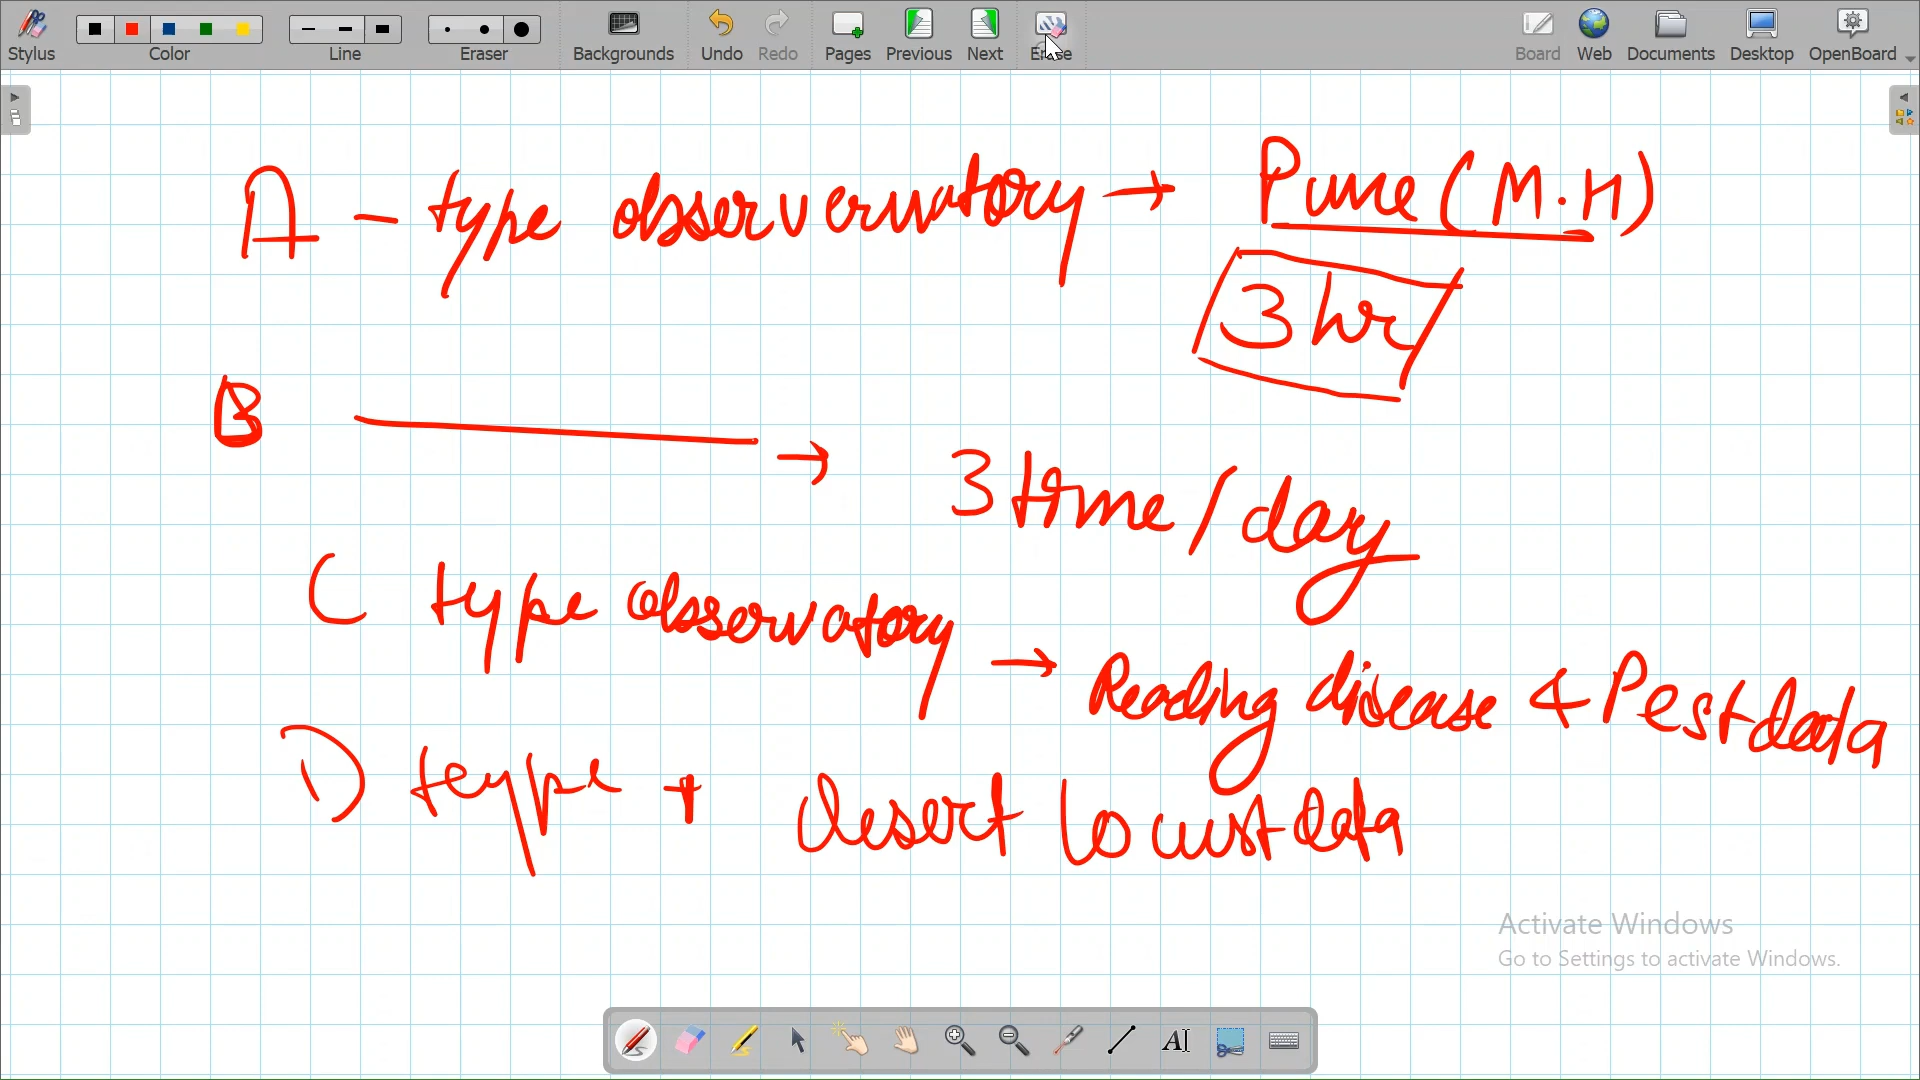 Stylus Color Line Eraser Backgrounds Undo Redo Pages Previous Next Erase Board Web Documents Desktop OpenBoard
A - type observervervatory → Pune (M.H)
3 hr
B → 3 time / day
C type observatory → Reading disease & Pest data
D teype + desert locust data
Activate Windows
Go to Settings to activate Windows.